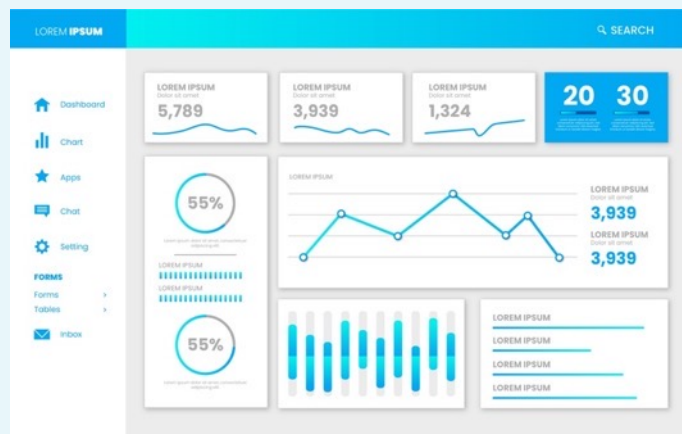 LOREM IPSUM
SEARCH
Dashboard
Chart
Apps
Chat
Setting
FORMS
Forms >
Tables >
Inbox
LOREM IPSUM
Dolor sit amet
5,789
LOREM IPSUM
Dolor sit amet
3,939
LOREM IPSUM
Dolor sit amet
1,324
20 30
55%
LOREM IPSUM
LOREM IPSUM
55%
LOREM IPSUM
LOREM IPSUM
Dolor sit amet
3,939
LOREM IPSUM
Dolor sit amet
3,939
LOREM IPSUM
LOREM IPSUM
LOREM IPSUM
LOREM IPSUM